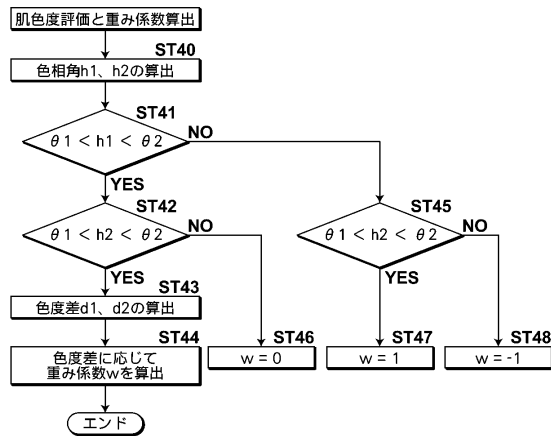 肌色度評価と重み係数算出
ST40
色相角h1、h2の算出
ST41
θ1 < h1 < θ2
NO
YES
ST42
θ1 < h2 < θ2
NO
YES
ST45
θ1 < h2 < θ2
NO
YES
ST43
色度差d1、d2の算出
ST44
色度差に応じて
重み係数wを算出
ST46
w = 0
ST47
w = 1
ST48
w = -1
エンド